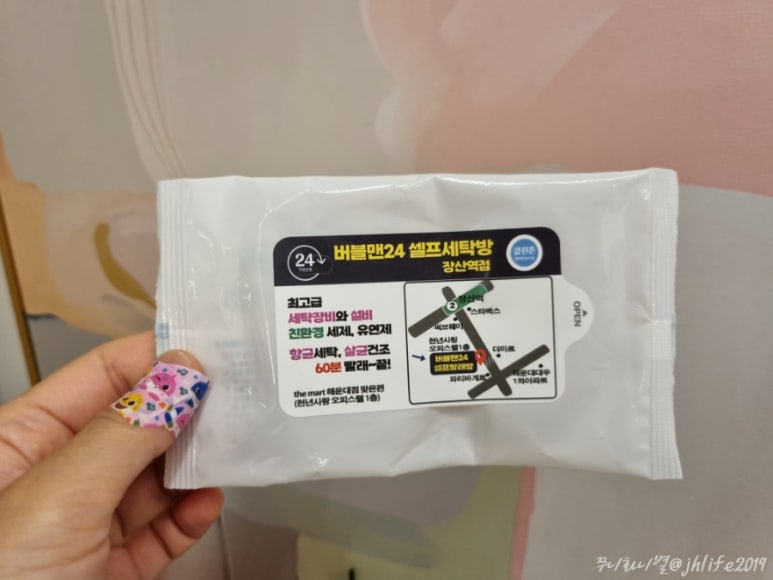 24
버블맨24 셀프세탁방
장산역점
클린존
최고급
세탁장비와 설비
친환경 세제, 유연제
항균세탁, 살균건조
60분 빨래~끝!
the mart 해운대점 맞은편
(천년사랑 오피스텔 1층)
2 장산역
스타벅스
써브웨이
천년사랑
오피스텔1층
더마트
버블맨24
셀프빨래방
파리바게트
해운대대우
1차아파트
OPEN
쭈니허니별@jhlife2019